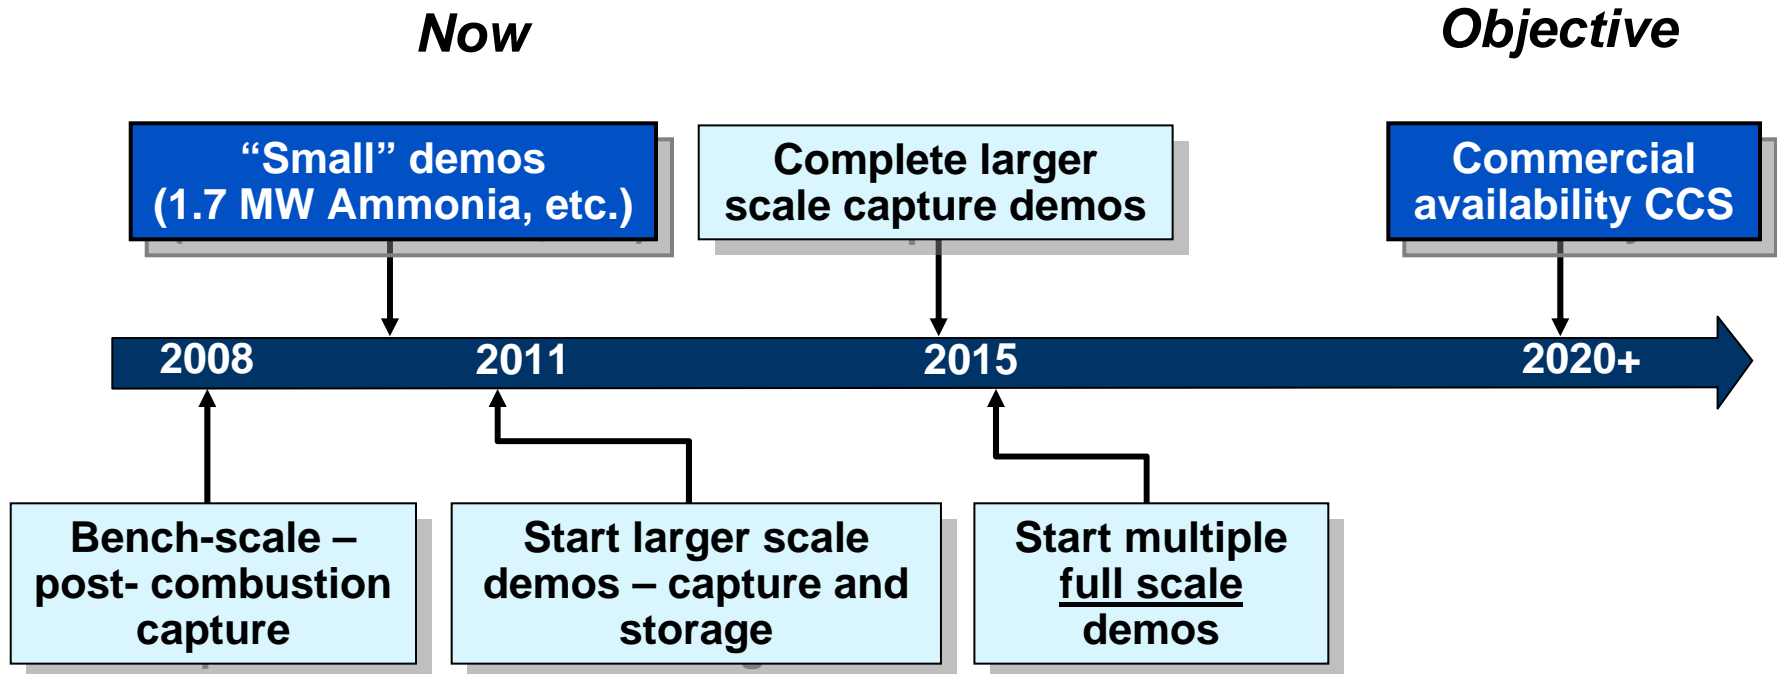 Now
Objective
“Small” demos
(1.7 MW Ammonia, etc.)
Complete larger
scale capture demos
Commercial
availability CCS
2008
2011
2015
2020+
Bench-scale –
post- combustion
capture
Start larger scale
demos – capture and
storage
Start multiple
full scale
demos